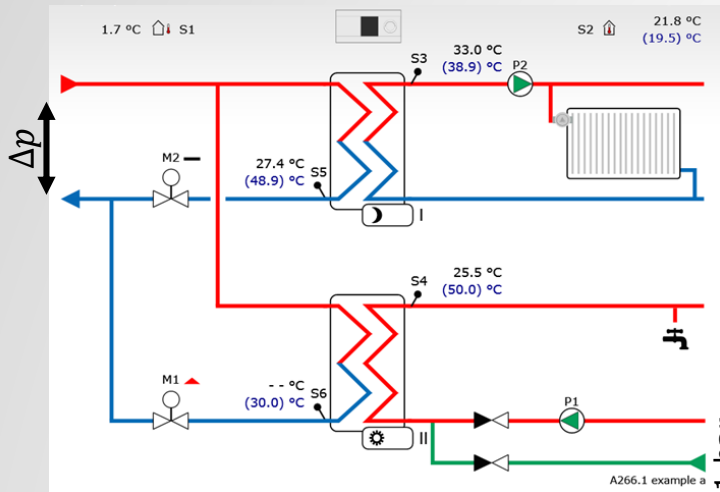 1.7 °C S1
S2 21.8 °C
(19.5) °C
S3 33.0 °C
(38.9) °C
P2
Δp
M2
27.4 °C
(48.9) °C
S5
I
S4 25.5 °C
(50.0) °C
M1
- - °C
(30.0) °C
S6
II
P1
A266.1 example a